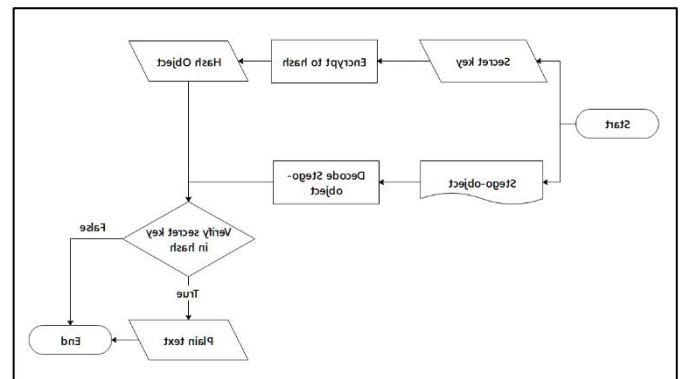 Start
Secret key
Encrypt to hash
Hash Object
Stego-object
Decode Stego-
object
Verify secret key
in hash
False
True
Plain text
End